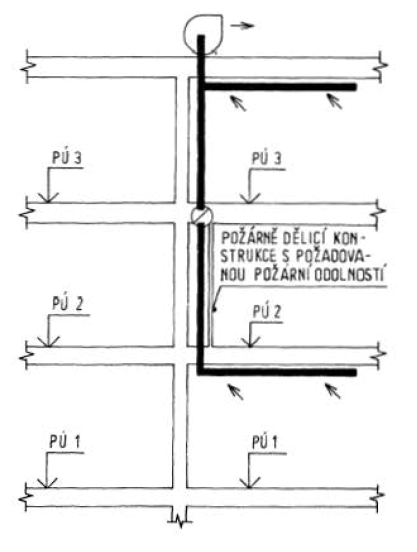 PÚ 3
PÚ 3
POŽÁRNĚ DĚLICÍ KON-
STRUKCE S POŽADOVA-
NOU POŽÁRNÍ ODOLNOSTÍ
PÚ 2
PÚ 2
PÚ 1
PÚ 1